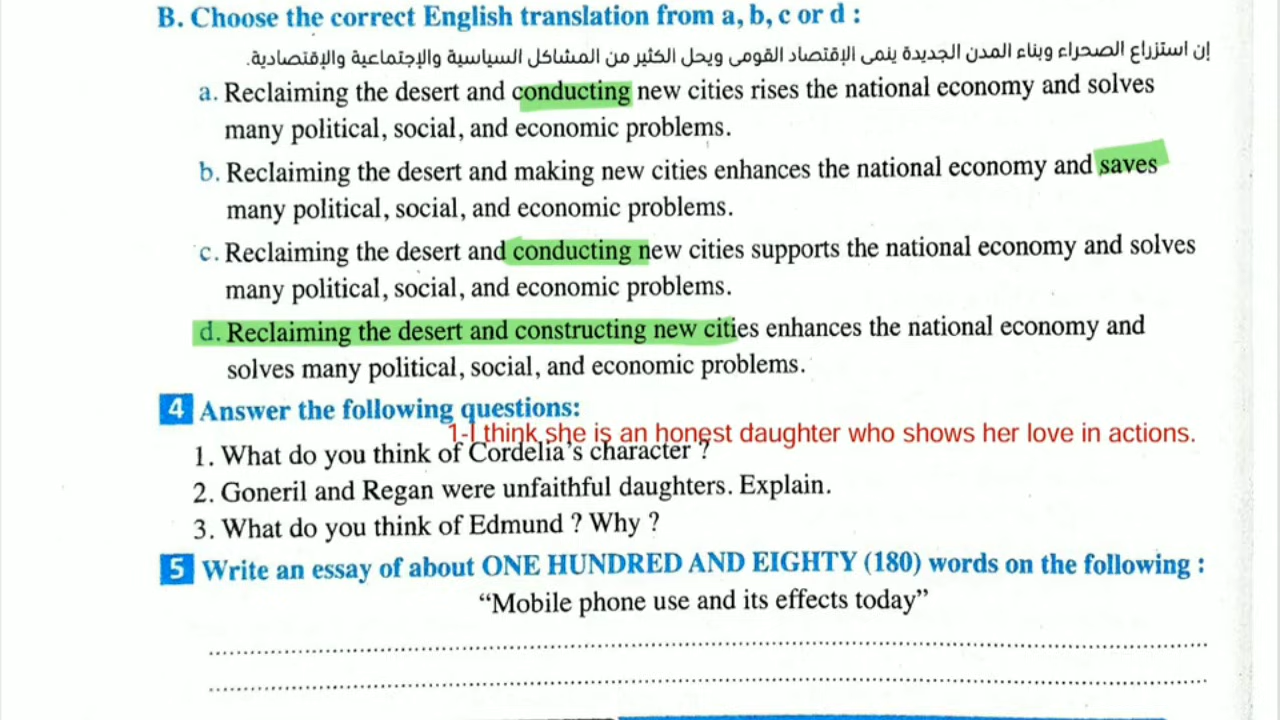 B. Choose the correct English translation from a, b, c or d :
إن استزراع الصحراء وبناء المدن الجديدة ينمى الإقتصاد القومى ويحل الكثير من المشاكل السياسية والإجتماعية والإقتصادية.
a. Reclaiming the desert and conducting new cities rises the national economy and solves
many political, social, and economic problems.
b. Reclaiming the desert and making new cities enhances the national economy and saves
many political, social, and economic problems.
c. Reclaiming the desert and conducting new cities supports the national economy and solves
many political, social, and economic problems.
d. Reclaiming the desert and constructing new cities enhances the national economy and
solves many political, social, and economic problems.
4 Answer the following questions:
1-I think she is an honest daughter who shows her love in actions.
1. What do you think of Cordelia's character ?
2. Goneril and Regan were unfaithful daughters. Explain.
3. What do you think of Edmund ? Why ?
5 Write an essay of about ONE HUNDRED AND EIGHTY (180) words on the following :
“Mobile phone use and its effects today”